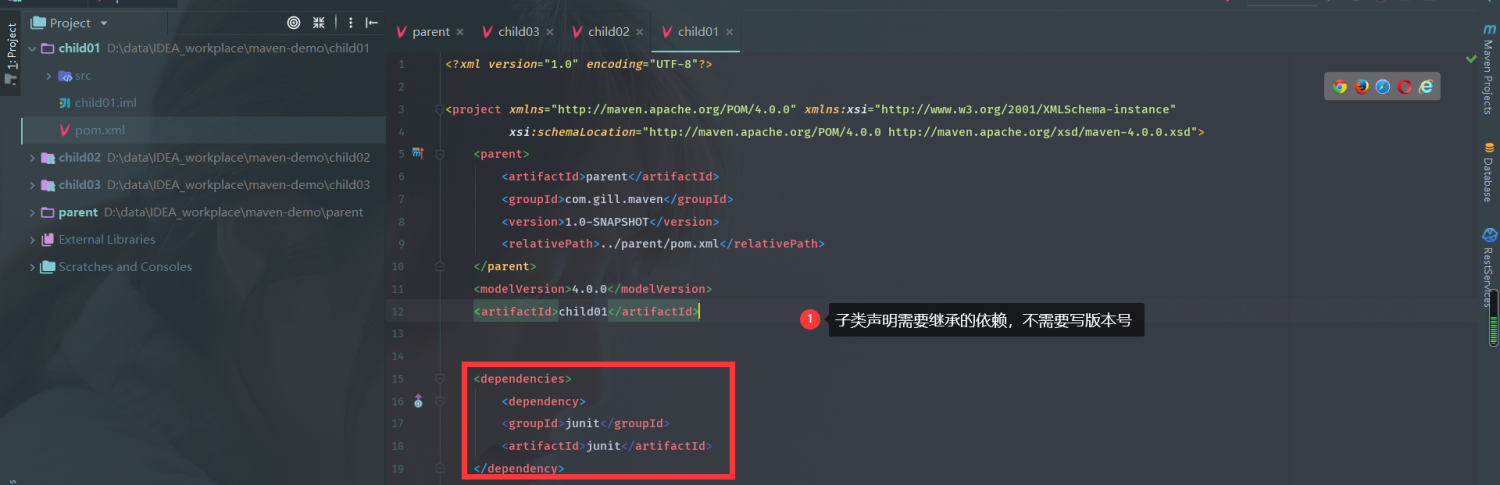 Project
child01 D:\data\IDEA_workplace\maven-demo\child01
src
child01.iml
pom.xml
child02 D:\data\IDEA_workplace\maven-demo\child02
child03 D:\data\IDEA_workplace\maven-demo\child03
parent D:\data\IDEA_workplace\maven-demo\parent
External Libraries
Scratches and Consoles
1: Project
parent × child03 × child02 × child01 ×
1 <?xml version="1.0" encoding="UTF-8"?>
2
3 <project xmlns="http://maven.apache.org/POM/4.0.0" xmlns:xsi="http://www.w3.org/2001/XMLSchema-instance"
4 xsi:schemaLocation="http://maven.apache.org/POM/4.0.0 http://maven.apache.org/xsd/maven-4.0.0.xsd">
5 <parent>
6 <artifactId>parent</artifactId>
7 <groupId>com.gill.maven</groupId>
8 <version>1.0-SNAPSHOT</version>
9 <relativePath>../parent/pom.xml</relativePath>
10 </parent>
11 <modelVersion>4.0.0</modelVersion>
12 <artifactId>child01</artifactId>
1 子类声明需要继承的依赖，不需要写版本号
13
14
15 <dependencies>
16 <dependency>
17 <groupId>junit</groupId>
18 <artifactId>junit</artifactId>
19 </dependency>
Maven Projects
Database
RestServices